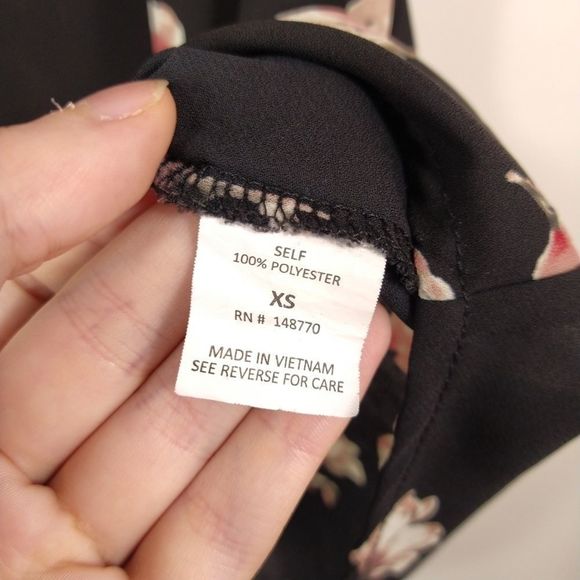 SELF
100% POLYESTER
XS
RN # 148770
MADE IN VIETNAM
SEE REVERSE FOR CARE